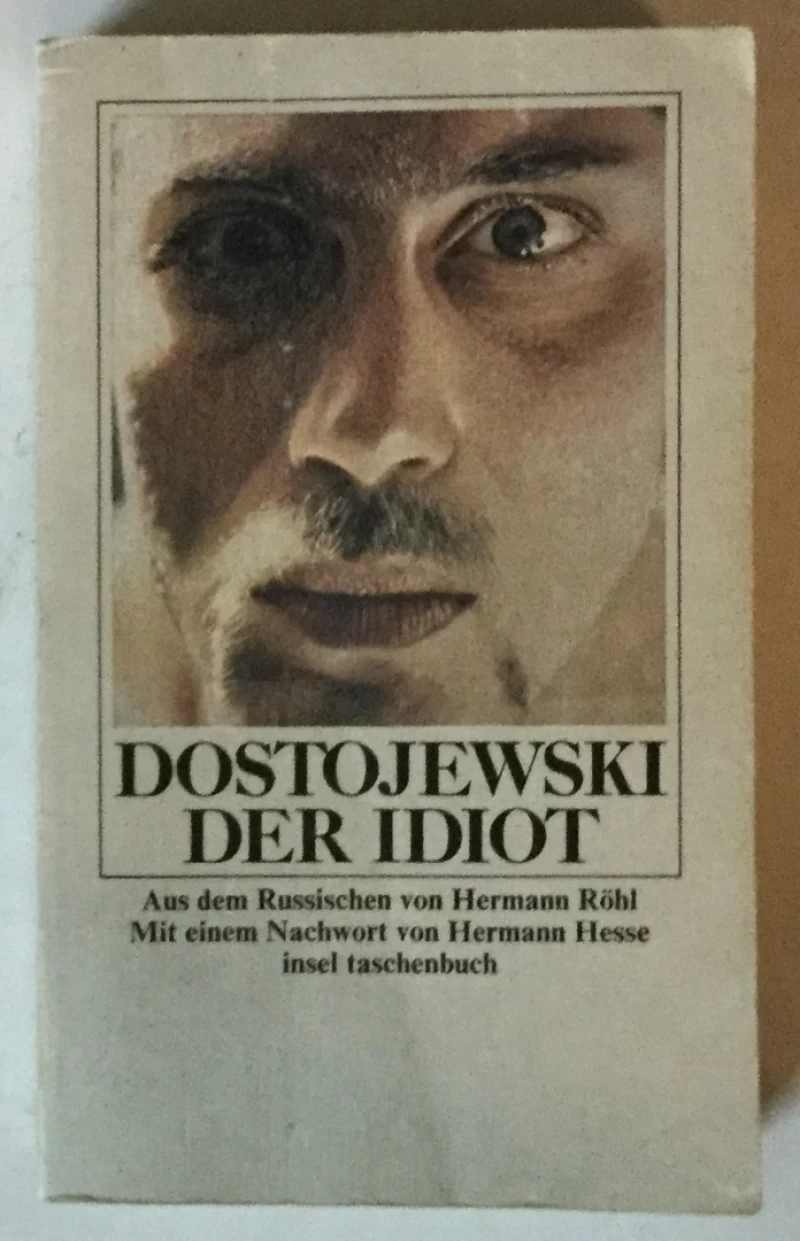 DOSTOJEWSKI
DER IDIOT
Aus dem Russischen von Hermann Röhl
Mit einem Nachwort von Hermann Hesse
insel taschenbuch